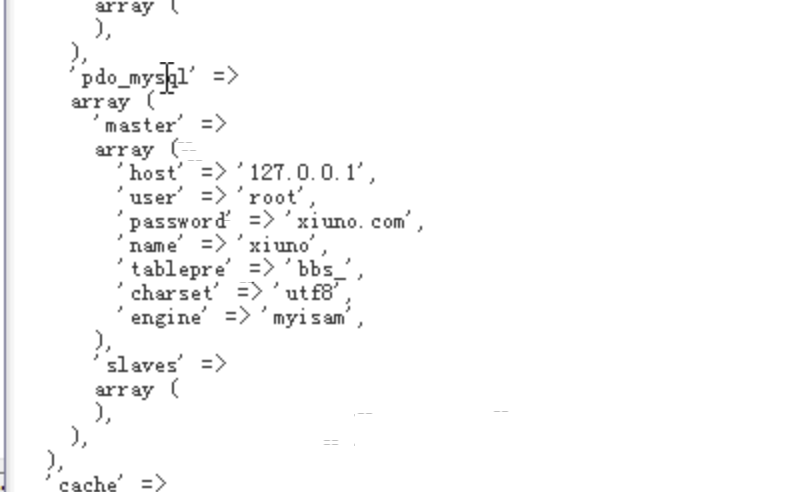 array (
),
),
'pdo_mysql' =>
array (
'master' =>
array (
'host' => '127.0.0.1',
'user' => 'root',
'password' => 'xiuno.com',
'name' => 'xiuno',
'tablepre' => 'bbs_',
'charset' => 'utf8',
'engine' => 'myisam',
),
'slaves' =>
array (
),
),
),
'cache' =>